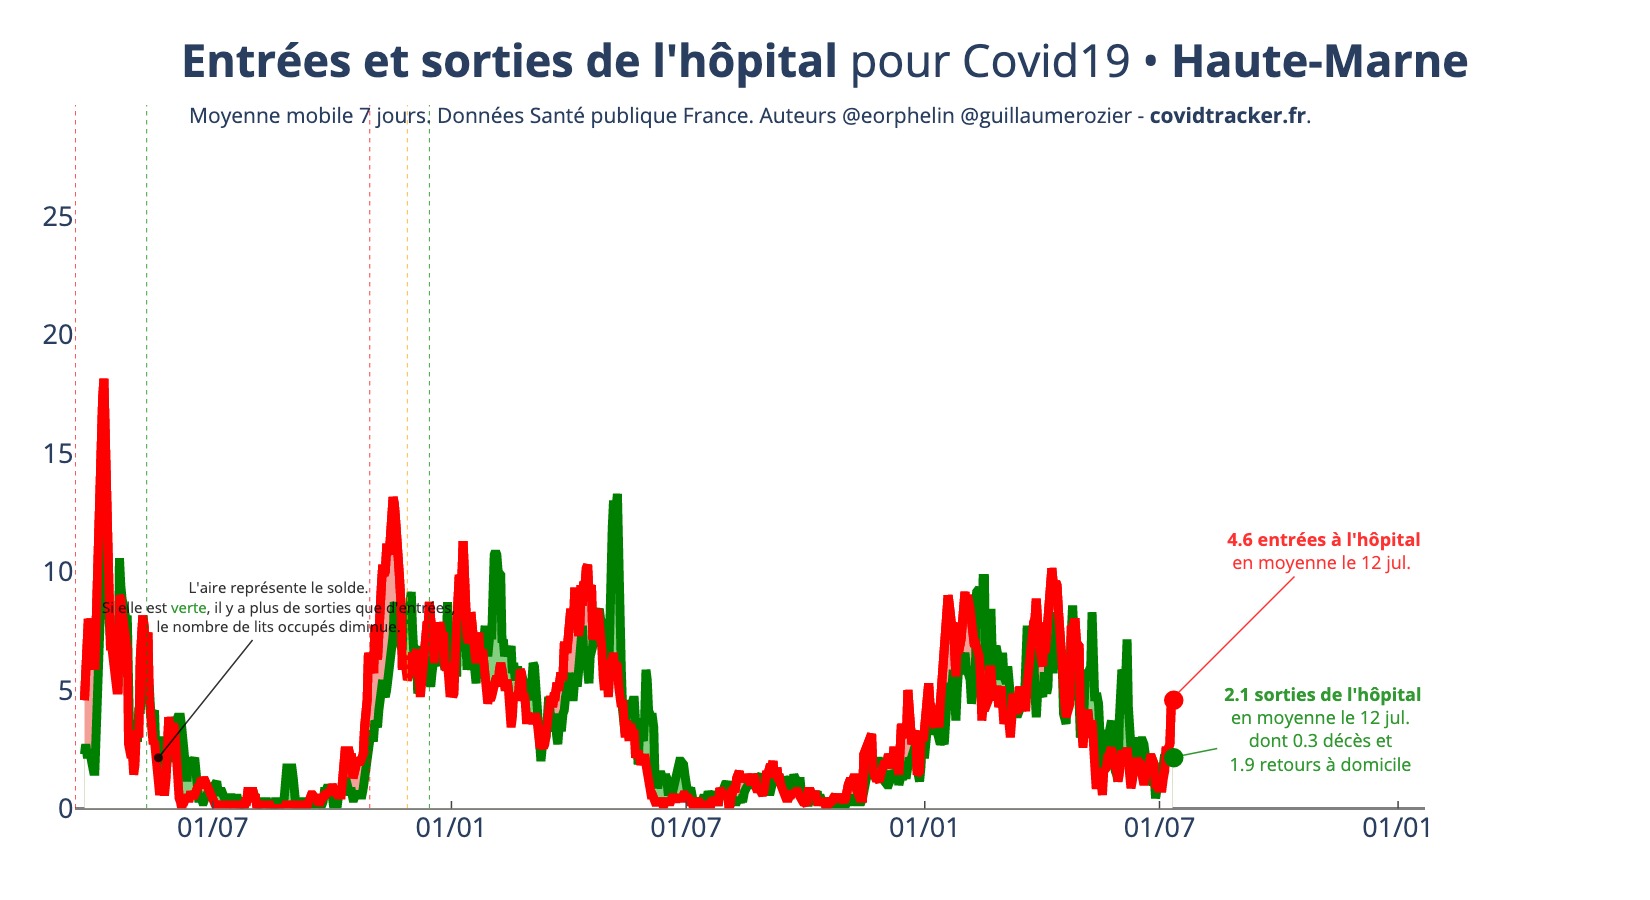 Entrées et sorties de l'hôpital pour Covid19 • Haute-Marne
Moyenne mobile 7 jours. Données Santé publique France. Auteurs @eorphelin @guillaumerozier - covidtracker.fr.
25
20
15
10
5
0
L'aire représente le solde.
Si elle est verte, il y a plus de sorties que d'entrées,
le nombre de lits occupés diminue.
4.6 entrées à l'hôpital
en moyenne le 12 jul.
2.1 sorties de l'hôpital
en moyenne le 12 jul.
dont 0.3 décès et
1.9 retours à domicile
01/07 01/01 01/07 01/01 01/07 01/01